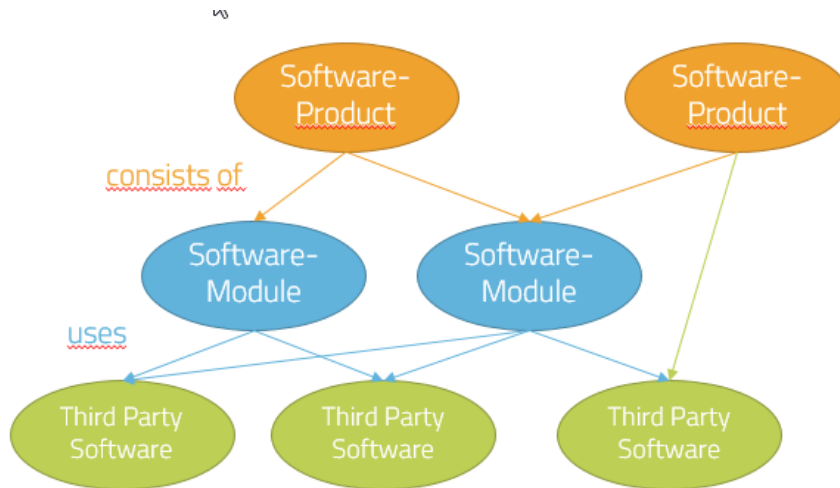 Software-
Product
Software-
Product
consists of
Software-
Module
Software-
Module
uses
Third Party
Software
Third Party
Software
Third Party
Software